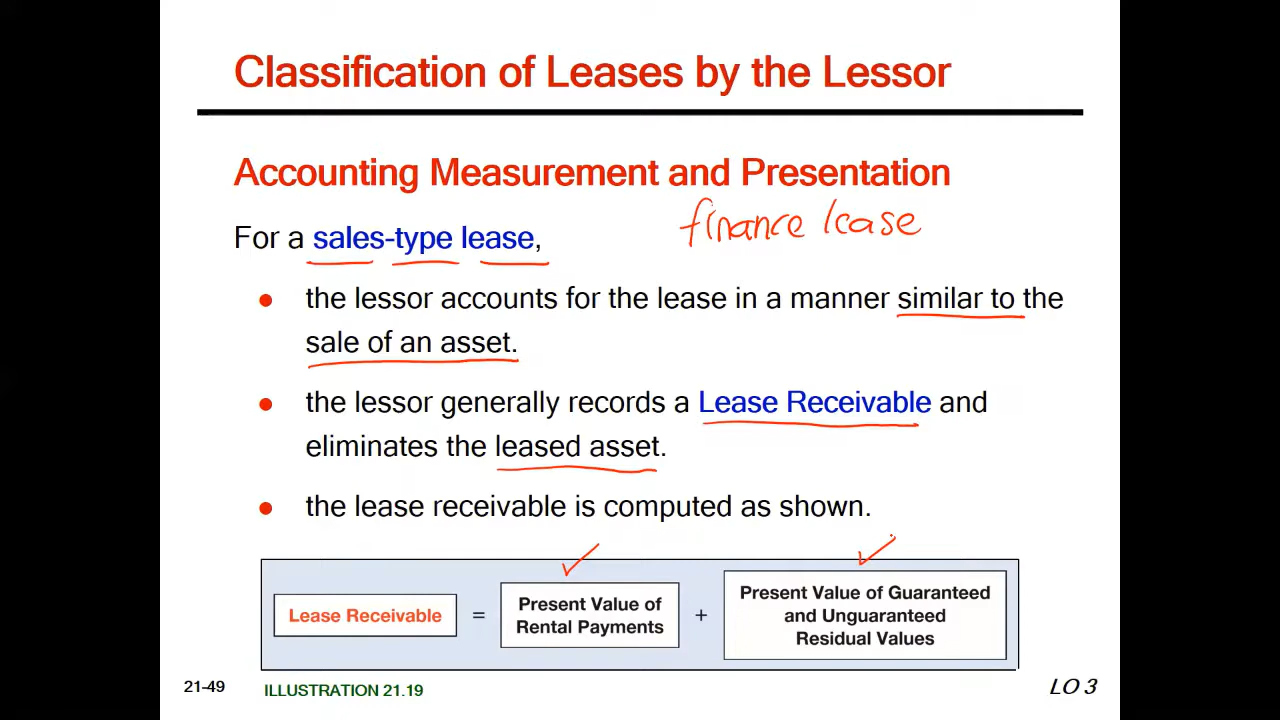 Classification of Leases by the Lessor
Accounting Measurement and Presentation
finance lease
For a sales-type lease,
• the lessor accounts for the lease in a manner similar to the
sale of an asset.
• the lessor generally records a Lease Receivable and
eliminates the leased asset.
• the lease receivable is computed as shown.
Lease Receivable
=
Present Value of
Rental Payments
+
Present Value of Guaranteed
and Unguaranteed
Residual Values
21-49
ILLUSTRATION 21.19
LO 3